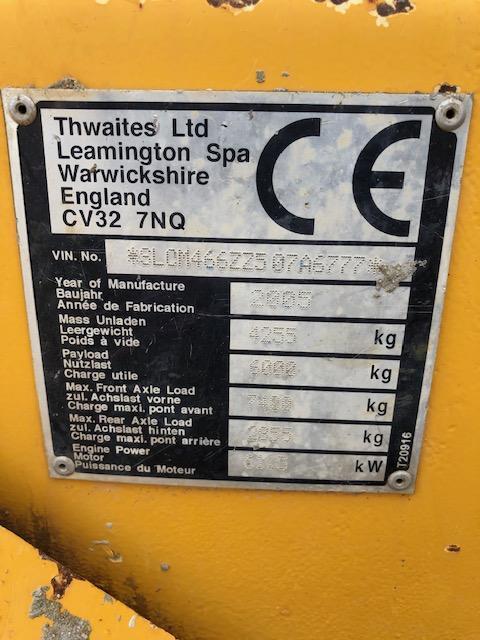 Thwaites Ltd
Leamington Spa
Warwickshire
England
CV32 7NQ
CE
VIN. No.
Year of Manufacture
Baujahr 2005
Année de Fabrication
Mass Unladen
Leergewicht 4255 kg
Poids à vide
Payload
Nutzlast 6000 kg
Charge utile
Max. Front Axle Load
zul. Achslast vorne kg
Charge maxi. pont avant
Max. Rear Axle Load
zul. Achslast hinten kg
Charge maxi. pont arrière
Engine Power
Motor kW
Puissance du Moteur
T20916